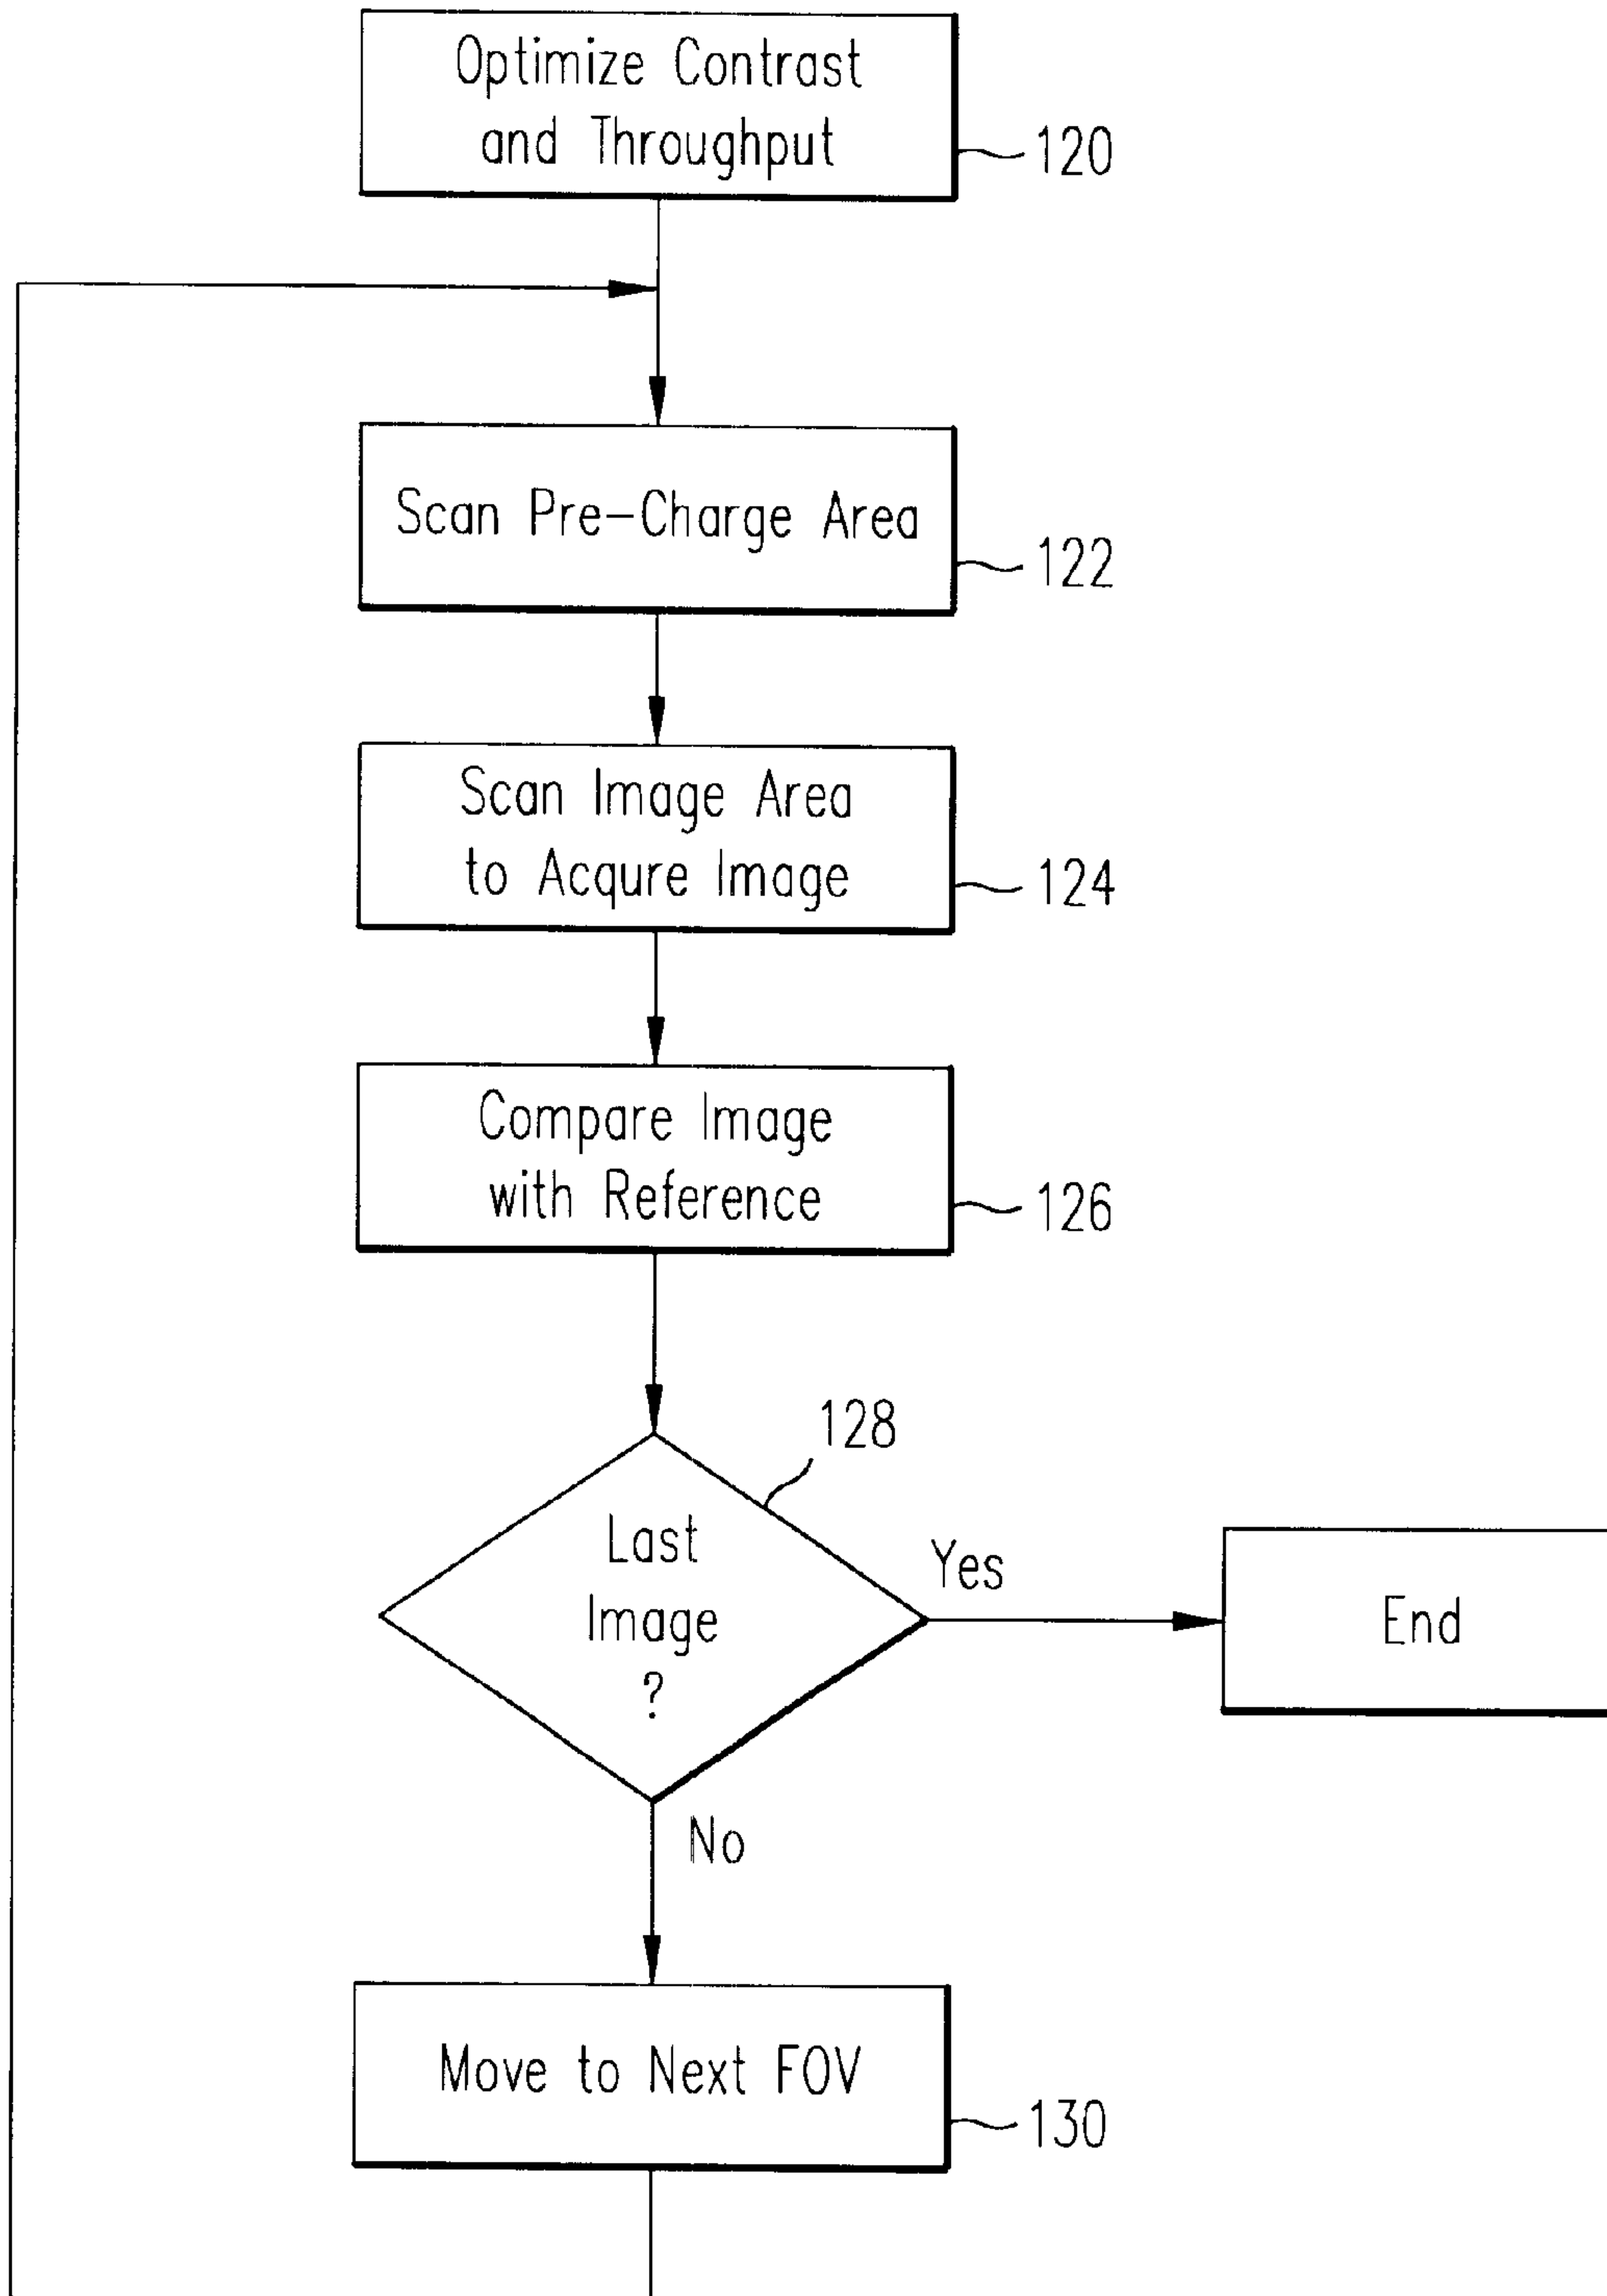 Optimize Contrast
and Throughput
120
Scan Pre-Charge Area
122
Scan Image Area
to Acqure Image
124
Compare Image
with Reference
126
128
Last
Image
?
Yes
End
No
Move to Next FOV
130